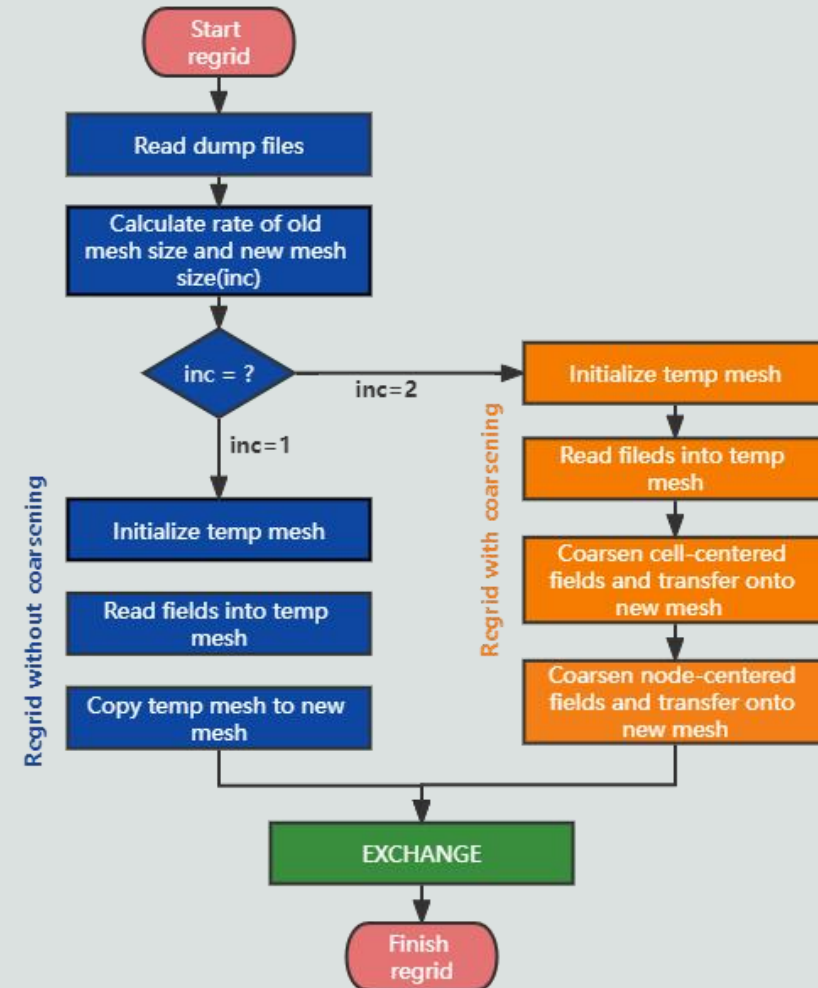 Start
regrid
Read dump files
Calculate rate of old
mesh size and new mesh
size(inc)
inc = ?
inc=2
inc=1
Regrid without coarsening
Initialize temp mesh
Read fields into temp
mesh
Copy temp mesh to new
mesh
Regrid with coarsening
Initialize temp mesh
Read fileds into temp
mesh
Coarsen cell-centered
fields and transfer onto
new mesh
Coarsen node-centered
fields and transfer onto
new mesh
EXCHANGE
Finish
regrid